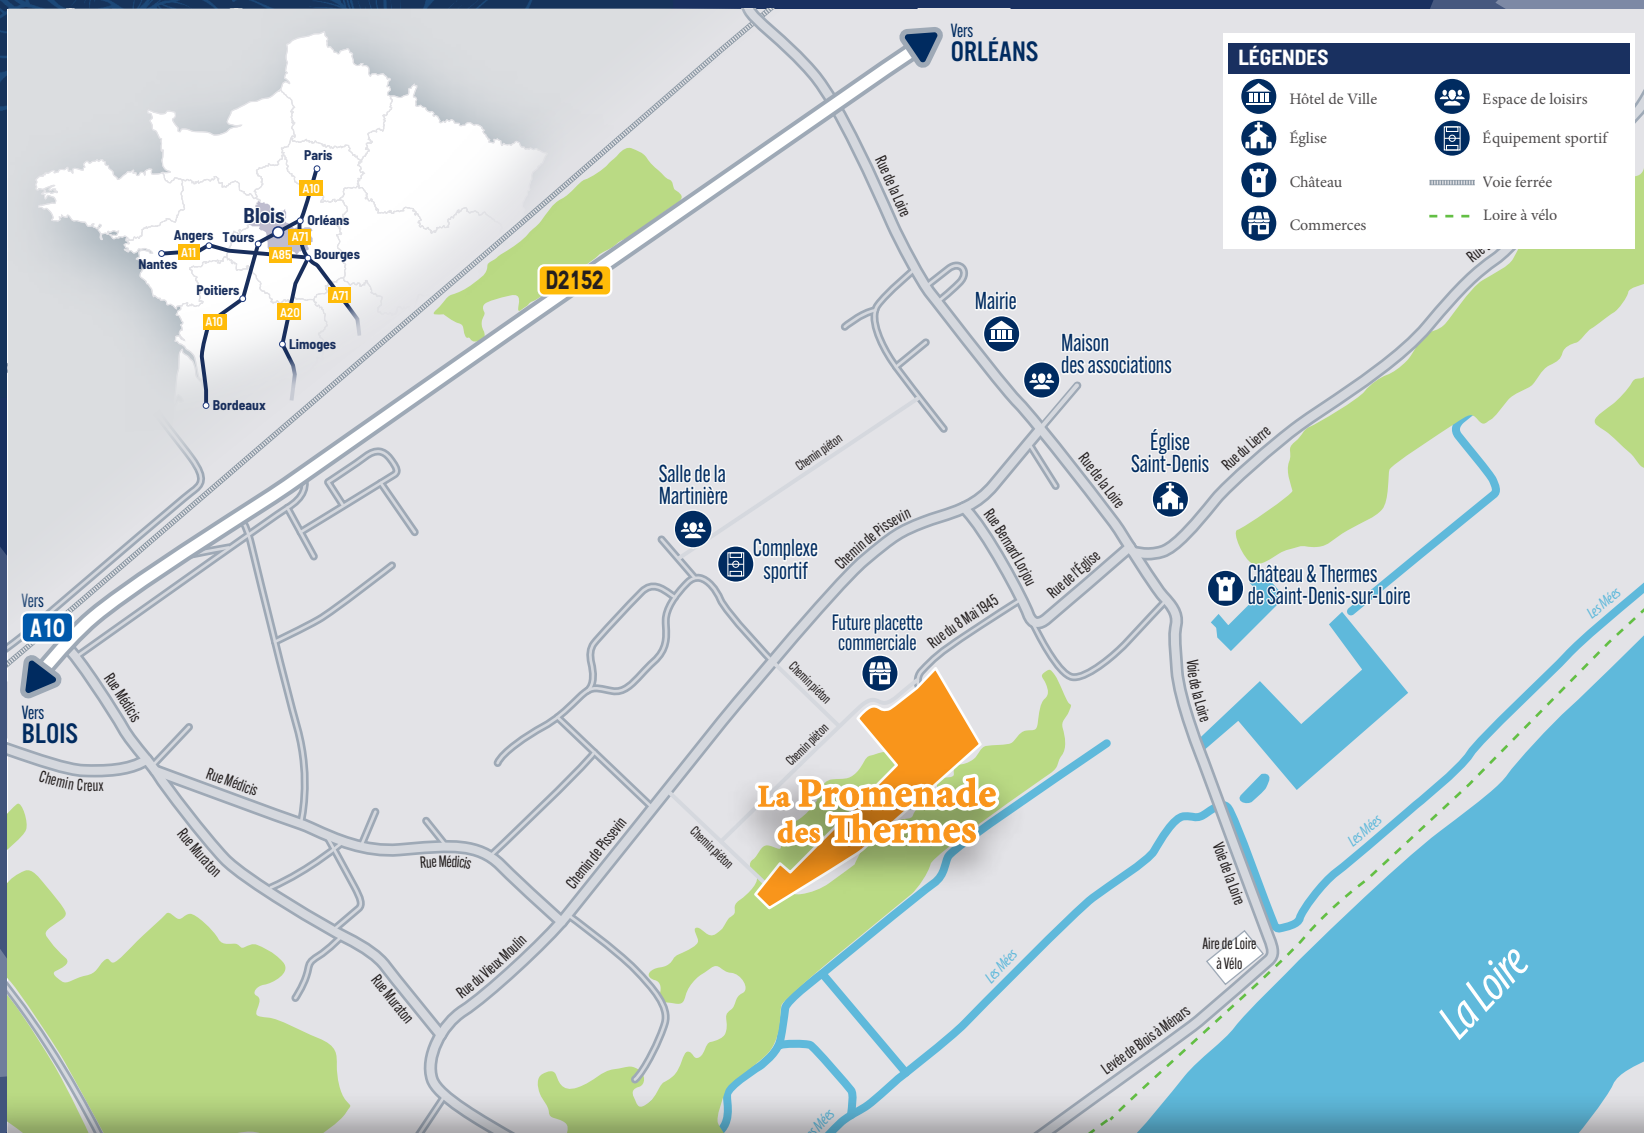 Vers
ORLÉANS
LÉGENDES
Hôtel de Ville
Église
Château
Commerces
Espace de loisirs
Équipement sportif
Voie ferrée
Loire à vélo
Paris
A10
Blois
Orléans
A71
Angers
Tours
A11
A85
Bourges
Nantes
Poitiers
A71
A10
A20
Limoges
Bordeaux
D2152
Rue de la Loire
Mairie
Maison
des associations
Chemin piéton
Église
Saint-Denis
Rue du Lierre
Rue de la Loire
Salle de la
Martinière
Complexe
sportif
Chemin de Pissevin
Rue Bernard Lorjou
Rue de l'Église
Château & Thermes
de Saint-Denis-sur-Loire
Les Mées
Vers
A10
Vers
BLOIS
Rue Médicis
Future placette
commerciale
Rue du 8 Mai 1945
Chemin piéton
Chemin piéton
Voie de la Loire
Chemin Creux
Rue Médicis
La Promenade
des Thermes
Rue Muraton
Rue Médicis
Chemin de Pissevin
Chemin piéton
Les Mées
Voie de la Loire
Rue du Vieux Moulin
Rue Muraton
Les Mées
Aire de Loire
à Vélo
La Loire
Levée de Blois à Ménars
Mées